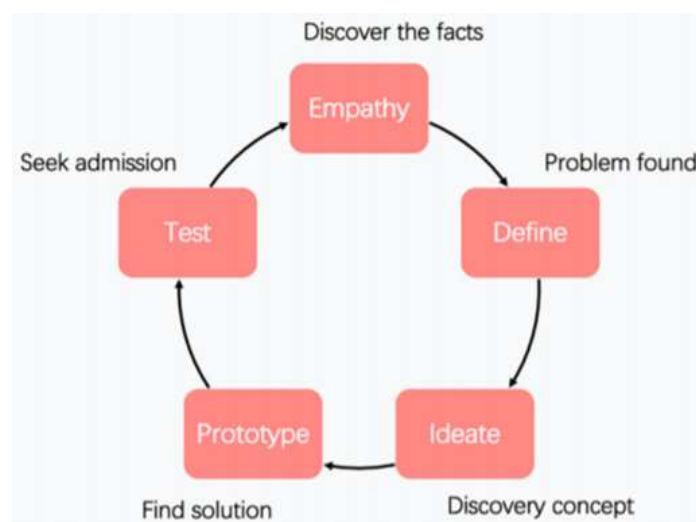 Discover the facts
Empathy
Seek admission
Problem found
Test
Define
Prototype
Ideate
Find solution
Discovery concept